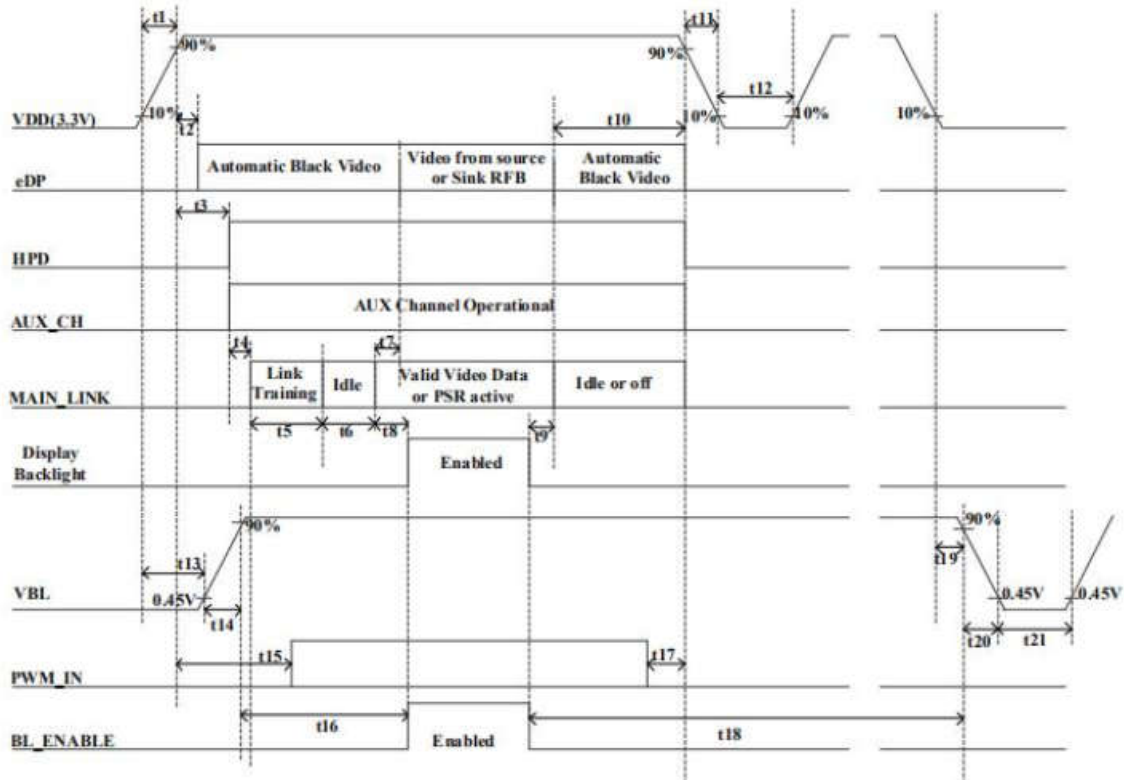 t1
t11
90%
90%
t12
VDD(3.3V)
10%
t2
10%
10%
10%
t10
eDP
Automatic Black Video
Video from source
or Sink RFB
Automatic
Black Video
t3
HPD
AUX_CH
AUX Channel Operational
t4
t7
MAIN_LINK
Link
Training
Idle
Valid Video Data
or PSR active
Idle or off
t5
t6
t8
t9
Display
Backlight
Enabled
90%
90%
t13
t19
VBL
0.45V
0.45V
0.45V
t14
t20
t21
t15
t17
PWM_IN
t16
t18
BL_ENABLE
Enabled